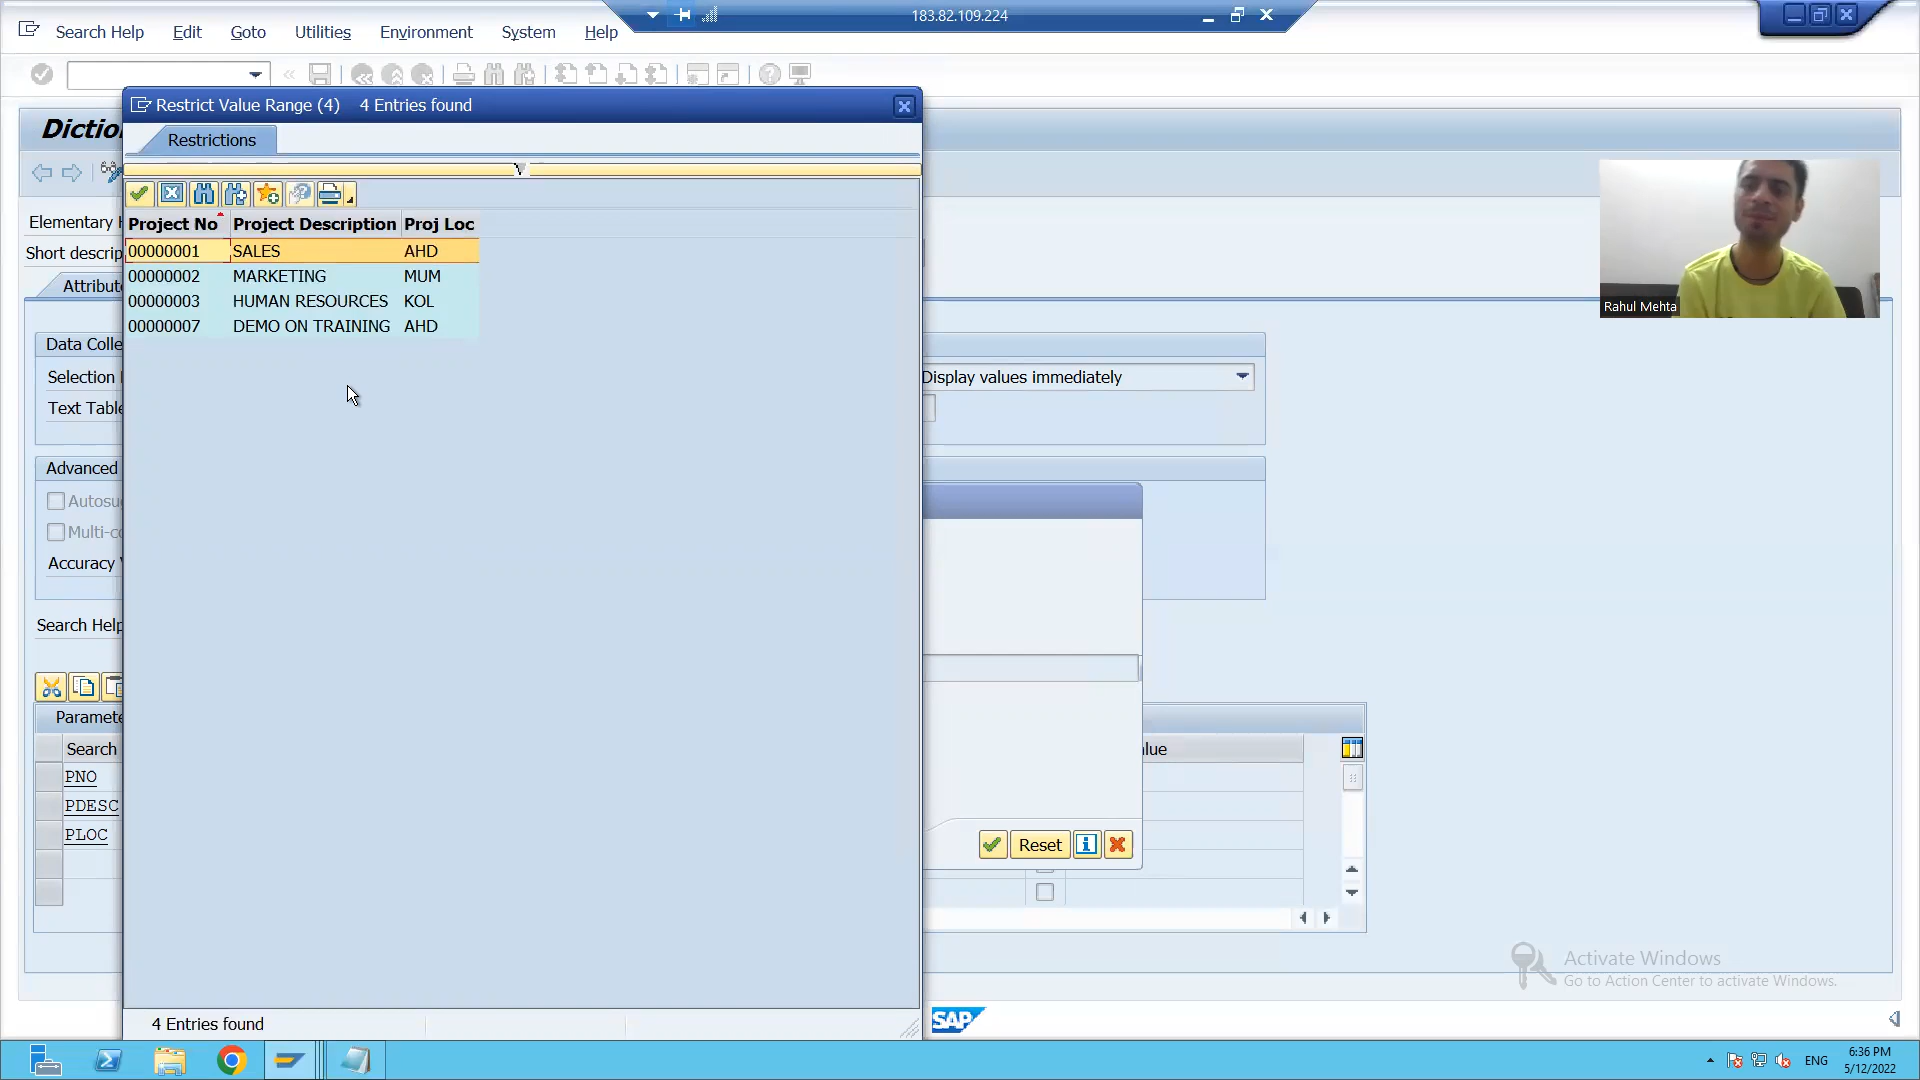 183.82.109.224
Search Help Edit Goto Utilities Environment System Help
Restrict Value Range (4) 4 Entries found
Restrictions
Project No Project Description Proj Loc
00000001 SALES AHD
00000002 MARKETING MUM
00000003 HUMAN RESOURCES KOL
00000007 DEMO ON TRAINING AHD
4 Entries found
Dictio
Elementary
Short descrip
Attribut
Data Colle
Selection
Display values immediately
Text Table
Advanced
Autosu
Multi-co
Accuracy
Search Help
Reset
Paramete
Search
alue
PNO
PDESC
PLOC
Rahul Mehta
Activate Windows
Go to Action Center to activate Windows.
SAP
ENG
6:36 PM
5/12/2022